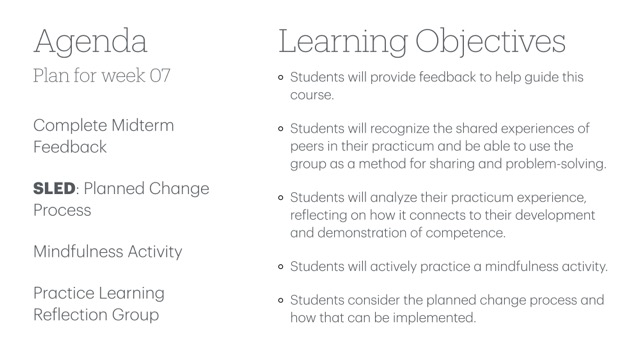 Agenda
Plan for week 07
Complete Midterm
Feedback
SLED: Planned Change
Process
Mindfulness Activity
Practice Learning
Reflection Group
Learning Objectives
Students will provide feedback to help guide this
course.
Students will recognize the shared experiences of
peers in their practicum and be able to use the
group as a method for sharing and problem-solving.
Students will analyze their practicum experience,
reflecting on how it connects to their development
and demonstration of competence.
Students will actively practice a mindfulness activity.
Students consider the planned change process and
how that can be implemented.